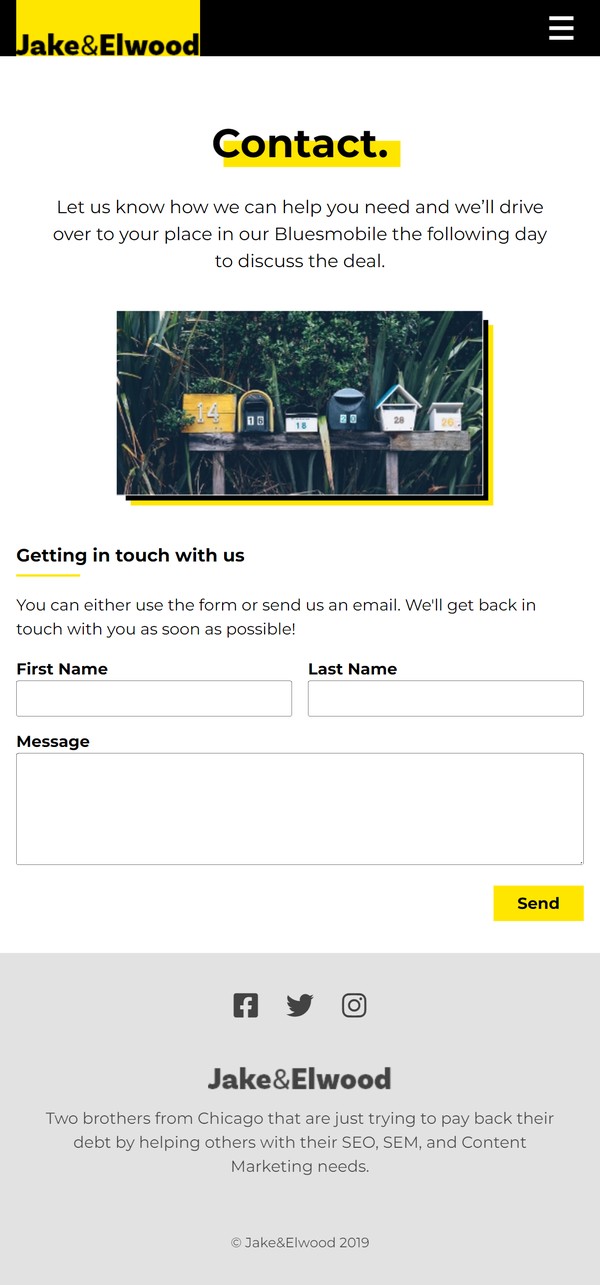 Jake&Elwood
Contact.
Let us know how we can help you need and we’ll drive
over to your place in our Bluesmobile the following day
to discuss the deal.
14
16
18
20
28
26
Getting in touch with us
You can either use the form or send us an email. We'll get back in
touch with you as soon as possible!
First Name
Last Name
Message
Send
Jake&Elwood
Two brothers from Chicago that are just trying to pay back their
debt by helping others with their SEO, SEM, and Content
Marketing needs.
© Jake&Elwood 2019